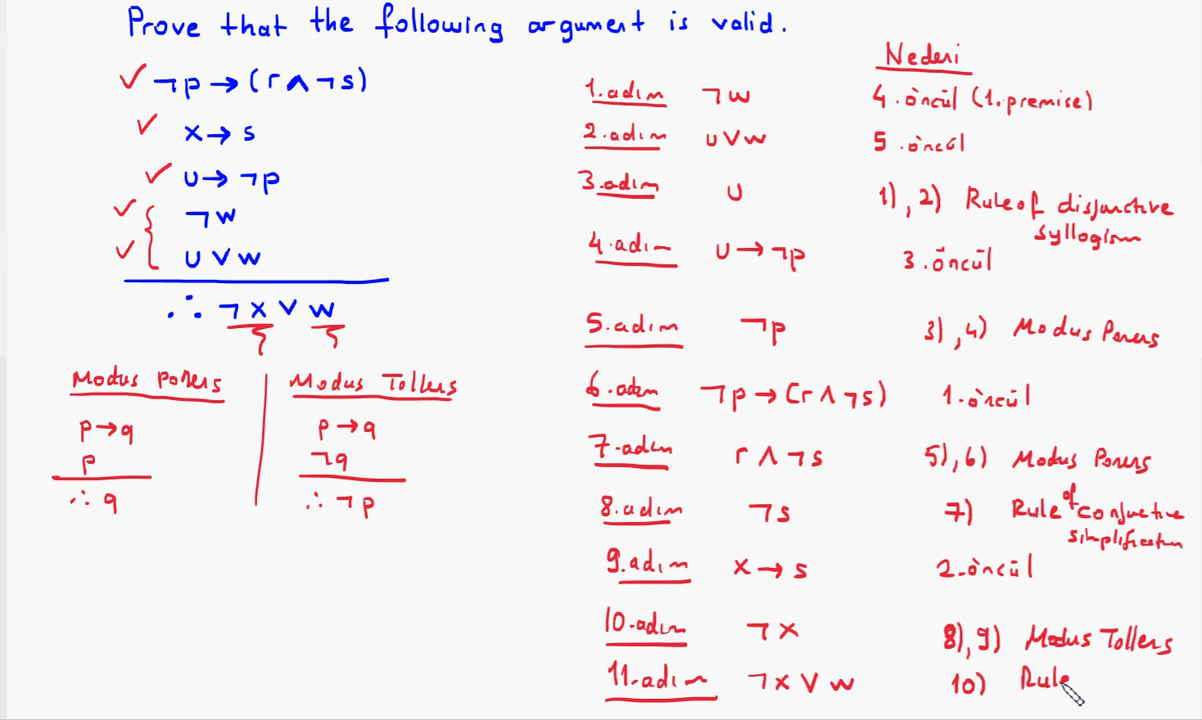 Prove that the following argument is valid.
¬p → (r ∧ ¬s)
x → s
u → ¬p
¬w
u ∨ w
∴ ¬x ∨ w
Modus Ponens
p → q
p
∴ q
Modus Tollens
p → q
¬q
∴ ¬p
Nedeni
1.adım ¬w 4.öncül (1.premise)
2.adım u ∨ w 5.öncül
3.adım u 1), 2) Rule of disjunctive
syllogism
4.adım u → ¬p 3.öncül
5.adım ¬p 3), 4) Modus Ponens
6.adım ¬p → (r ∧ ¬s) 1.öncül
7.adım r ∧ ¬s 5), 6) Modus Ponens
8.adım ¬s 7) Rule of conjuctive
simplification
9.adım x → s 2.öncül
10.adım ¬x 8), 9) Modus Tollens
11.adım ¬x ∨ w 10) Rule